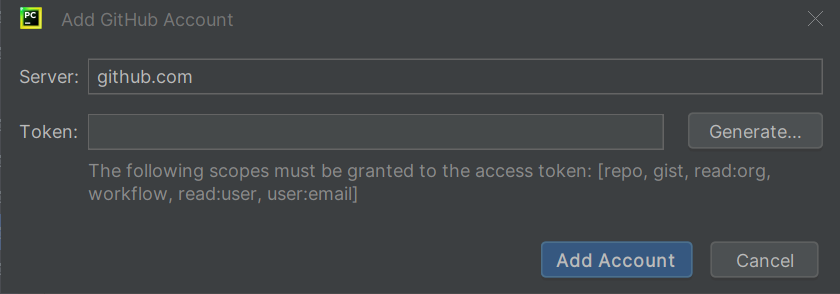 PC Add GitHub Account
Server: github.com
Token: Generate...
The following scopes must be granted to the access token: [repo, gist, read:org,
workflow, read:user, user:email]
Add Account Cancel